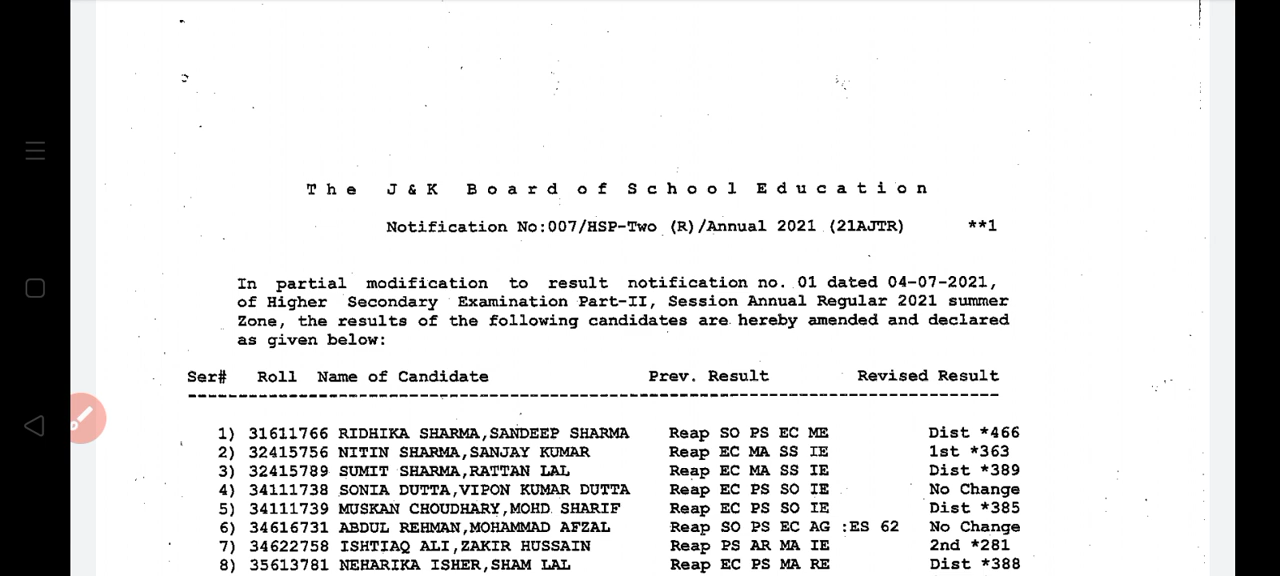 The J&K Board of School Education
Notification No:007/HSP-Two (R)/Annual 2021 (21AJTR) **1
In partial modification to result notification no. 01 dated 04-07-2021,
of Higher Secondary Examination Part-II, Session Annual Regular 2021 summer
Zone, the results of the following candidates are hereby amended and declared
as given below:
Ser# Roll Name of Candidate Prev. Result Revised Result
1) 31611766 RIDHIKA SHARMA,SANDEEP SHARMA Reap SO PS EC ME Dist *466
2) 32415756 NITIN SHARMA,SANJAY KUMAR Reap EC MA SS IE 1st *363
3) 32415789 SUMIT SHARMA,RATTAN LAL Reap EC MA SS IE Dist *389
4) 34111738 SONIA DUTTA,VIPON KUMAR DUTTA Reap EC PS SO IE No Change
5) 34111739 MUSKAN CHOUDHARY,MOHD SHARIF Reap EC PS SO IE Dist *385
6) 34616731 ABDUL REHMAN,MOHAMMAD AFZAL Reap SO PS EC AG :ES 62 No Change
7) 34622758 ISHTIAQ ALI,ZAKIR HUSSAIN Reap PS AR MA IE 2nd *281
8) 35613781 NEHARIKA ISHER,SHAM LAL Reap EC PS MA RE Dist *388